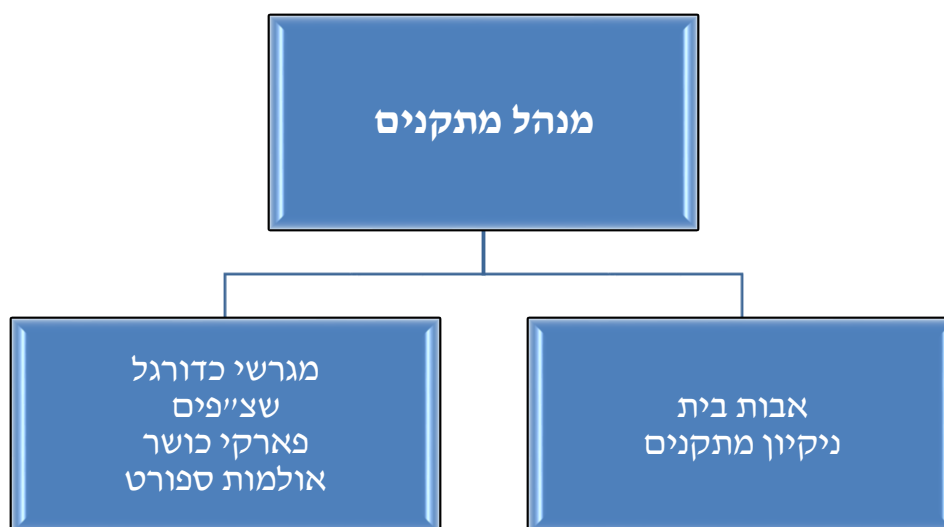 מנהל מתקנים
אבות בית
ניקיון מתקנים
מגרשי כדורגל
שצ״פים
פארקי כושר
אולמות ספורט